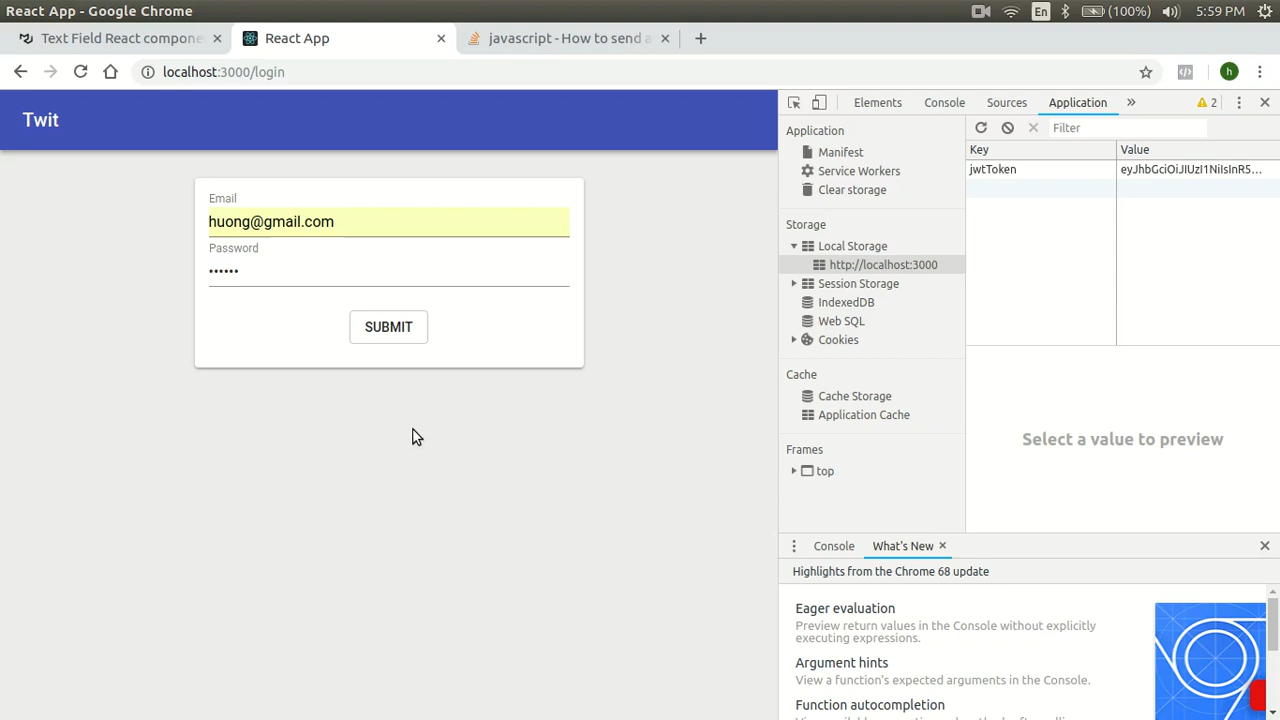 React App - Google Chrome
En
(100%)
5:59 PM
Text Field React compone
React App
javascript - How to send a
localhost:3000/login
h
Twit
Email
huong@gmail.com
Password
••••••
SUBMIT
Elements
Console
Sources
Application
»
2
Application
Manifest
Service Workers
Clear storage
Storage
Local Storage
http://localhost:3000
Session Storage
IndexedDB
Web SQL
Cookies
Cache
Cache Storage
Application Cache
Frames
top
Filter
Key
Value
jwtToken
eyJhbGciOiJIUzI1NiIsInR5...
Select a value to preview
Console
What's New
Highlights from the Chrome 68 update
Eager evaluation
Preview return values in the Console without explicitly
executing expressions.
Argument hints
View a function's expected arguments in the Console.
Function autocompletion